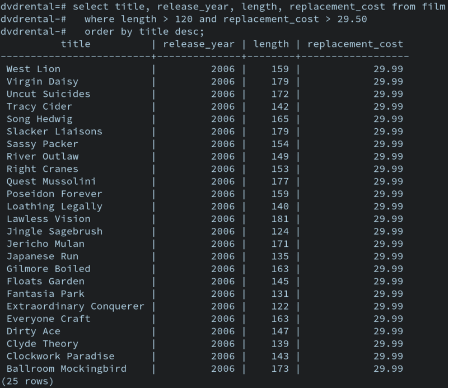 dvdrental-# select title, release_year, length, replacement_cost from film
dvdrental-#   where length > 120 and replacement_cost > 29.50
dvdrental-#   order by title desc;
         title          | release_year | length | replacement_cost
------------------------+--------------+--------+------------------
 West Lion              |         2006 |    159 |            29.99
 Virgin Daisy           |         2006 |    179 |            29.99
 Uncut Suicides         |         2006 |    172 |            29.99
 Tracy Cider            |         2006 |    142 |            29.99
 Song Hedwig            |         2006 |    165 |            29.99
 Slacker Liaisons       |         2006 |    179 |            29.99
 Sassy Packer           |         2006 |    154 |            29.99
 River Outlaw           |         2006 |    149 |            29.99
 Right Cranes           |         2006 |    153 |            29.99
 Quest Mussolini        |         2006 |    177 |            29.99
 Poseidon Forever       |         2006 |    159 |            29.99
 Loathing Legally       |         2006 |    140 |            29.99
 Lawless Vision         |         2006 |    181 |            29.99
 Jingle Sagebrush       |         2006 |    124 |            29.99
 Jericho Mulan          |         2006 |    171 |            29.99
 Japanese Run           |         2006 |    135 |            29.99
 Gilmore Boiled         |         2006 |    163 |            29.99
 Floats Garden          |         2006 |    145 |            29.99
 Fantasia Park          |         2006 |    131 |            29.99
 Extraordinary Conquerer |         2006 |    122 |            29.99
 Everyone Craft         |         2006 |    163 |            29.99
 Dirty Ace              |         2006 |    147 |            29.99
 Clyde Theory           |         2006 |    139 |            29.99
 Clockwork Paradise     |         2006 |    143 |            29.99
 Ballroom Mockingbird   |         2006 |    173 |            29.99
(25 rows)